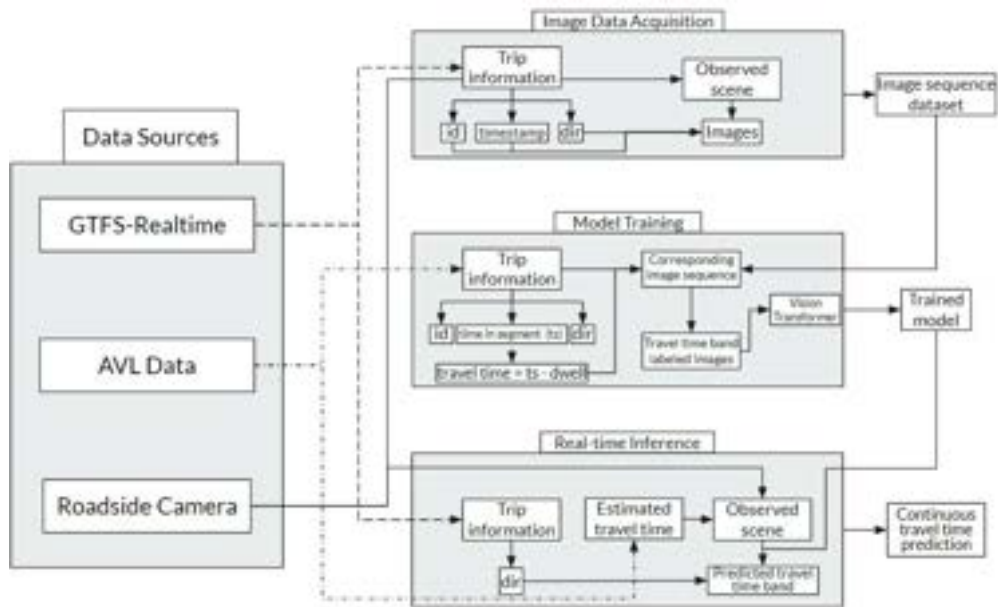 Data Sources
GTFS-Realtime
AVL Data
Roadside Camera
Image Data Acquisition
Trip
information
Observed
scene
id
timestamp
dir
Images
Image sequence
dataset
Model Training
Trip
information
Corresponding
image sequence
id
time in segment (ts)
dir
travel time = ts - dwell
Travel time band
labeled images
Vision
Transformer
Trained
model
Real-time Inference
Trip
information
Estimated
travel time
Observed
scene
dir
Predicted travel
time band
Continuous
travel time
prediction